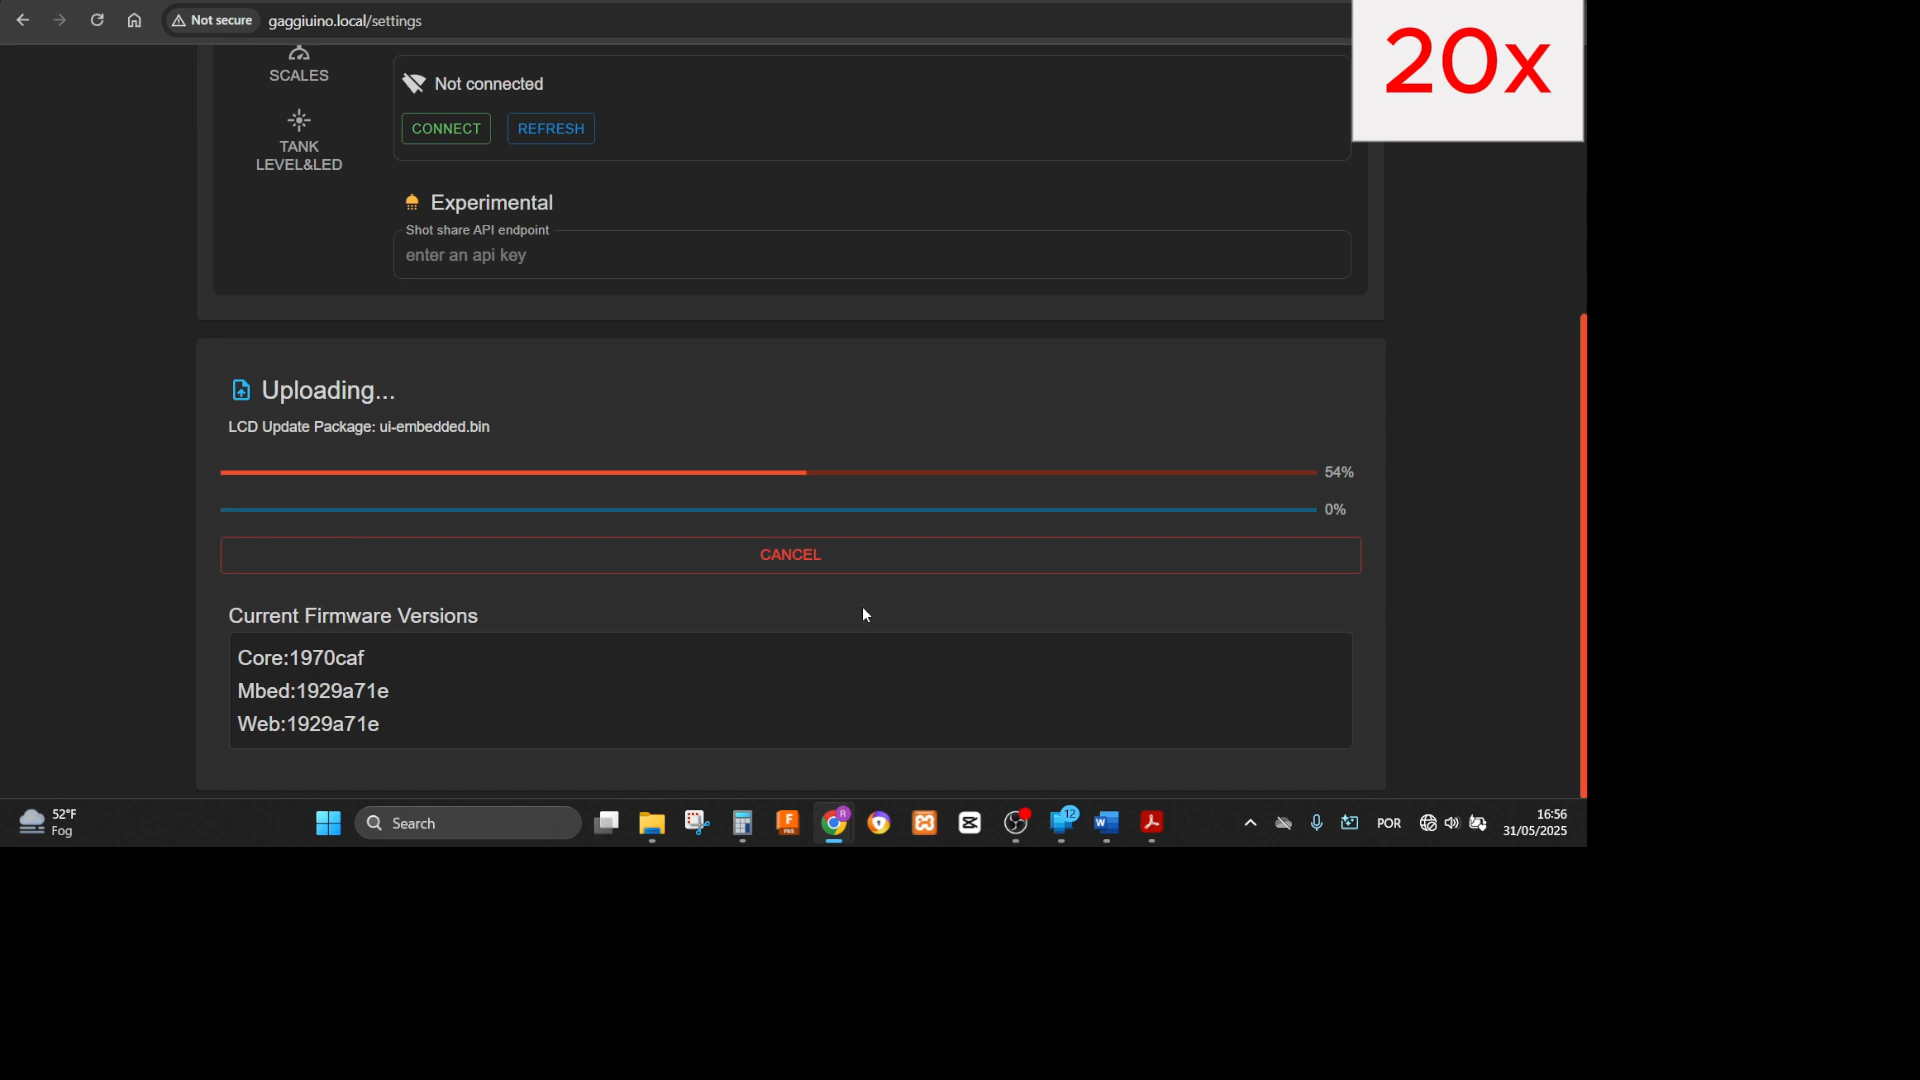 Not secure
gaggiuino.local/settings
20x
SCALES
TANK
LEVEL&LED
Not connected
CONNECT
REFRESH
Experimental
Shot share API endpoint
enter an api key
Uploading...
LCD Update Package: ui-embedded.bin
54%
0%
CANCEL
Current Firmware Versions
Core:1970caf
Mbed:1929a71e
Web:1929a71e
52°F
Fog
Search
F
R
12
W
POR
16:56
31/05/2025